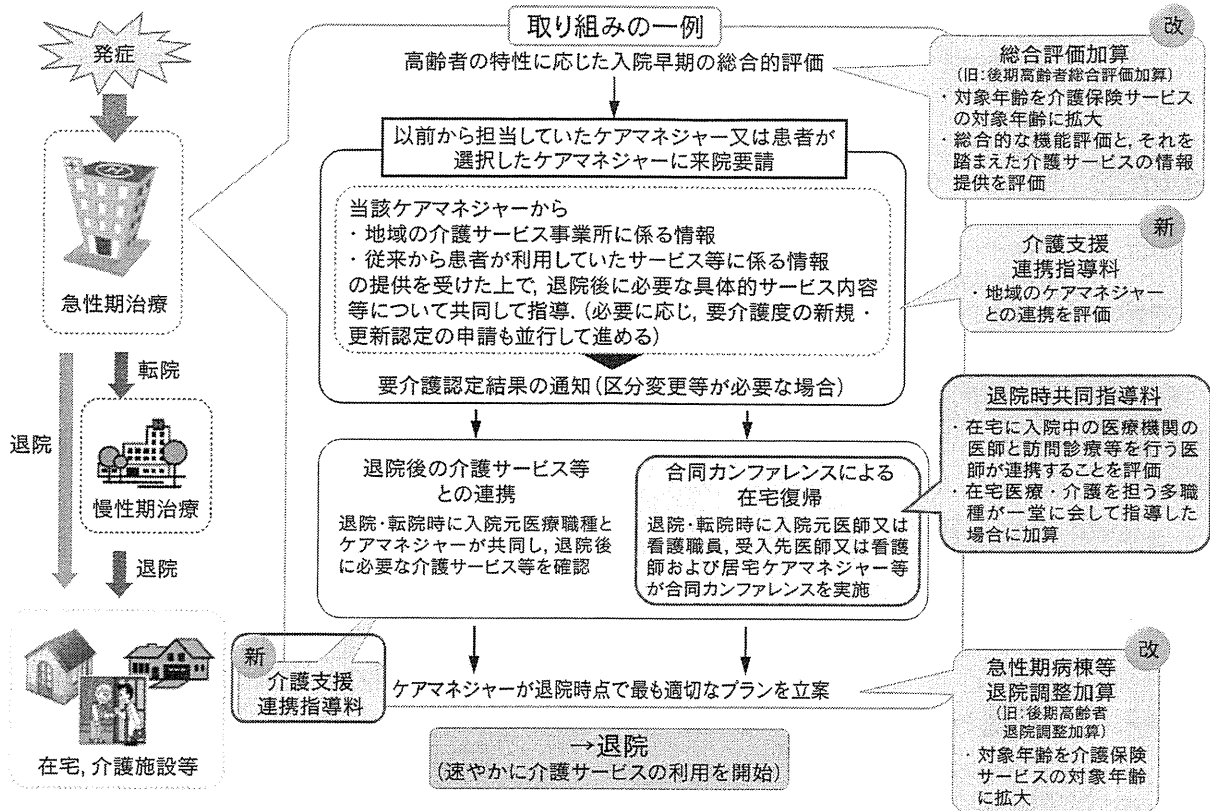 発症
急性期治療
転院
退院
慢性期治療
退院
在宅, 介護施設等
取り組みの一例
高齢者の特性に応じた入院早期の総合的評価
以前から担当していたケアマネジャー又は患者が
選択したケアマネジャーに来院要請
当該ケアマネジャーから
・地域の介護サービス事業所に係る情報
・従来から患者が利用していたサービス等に係る情報
の提供を受けた上で, 退院後に必要な具体的サービス内容
等について共同して指導. (必要に応じ, 要介護度の新規・
更新認定の申請も並行して進める)
要介護認定結果の通知(区分変更等が必要な場合)
退院後の介護サービス等
との連携
退院・転院時に入院元医療職種と
ケアマネジャーが共同し, 退院後
に必要な介護サービス等を確認
合同カンファレンスによる
在宅復帰
退院・転院時に入院元医師又は
看護職員, 受入先医師又は看護
師および居宅ケアマネジャー等
が合同カンファレンスを実施
新
介護支援
連携指導料
ケアマネジャーが退院時点で最も適切なプランを立案
→退院
(速やかに介護サービスの利用を開始)
改
総合評価加算
(旧:後期高齢者総合評価加算)
・対象年齢を介護保険サービス
の対象年齢に拡大
・総合的な機能評価と, それを
踏まえた介護サービスの情報
提供を評価
新
介護支援
連携指導料
・地域のケアマネジャー
との連携を評価
退院時共同指導料
・在宅に入院中の医療機関の
医師と訪問診療等を行う医
師が連携することを評価
・在宅医療・介護を担う多職
種が一堂に会して指導した
場合に加算
改
急性期病棟等
退院調整加算
(旧:後期高齢者
退院調整加算)
・対象年齢を介護保険
サービスの対象年齢
に拡大